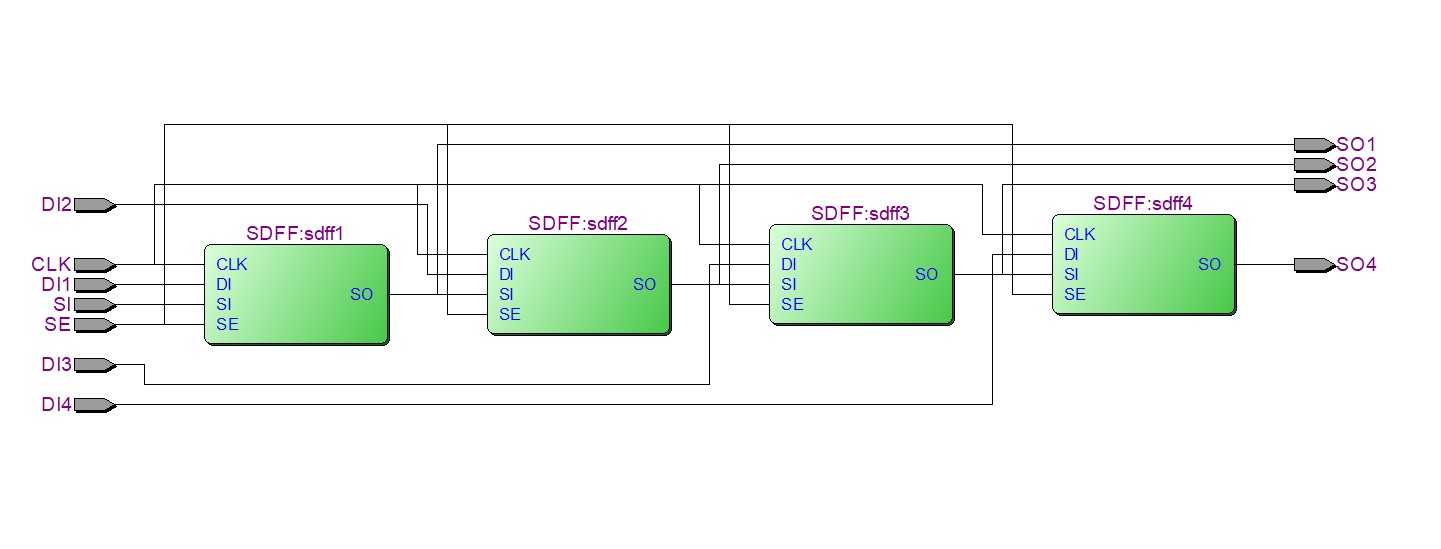 SO1
SO2
SO3
DI2
SDFF:sdff1
SDFF:sdff2
SDFF:sdff3
SDFF:sdff4
CLK
DI1
SI
SE
DI3
DI4
CLK
DI
SI
SE
SO
CLK
DI
SI
SE
SO
CLK
DI
SI
SE
SO
CLK
DI
SI
SE
SO
SO4